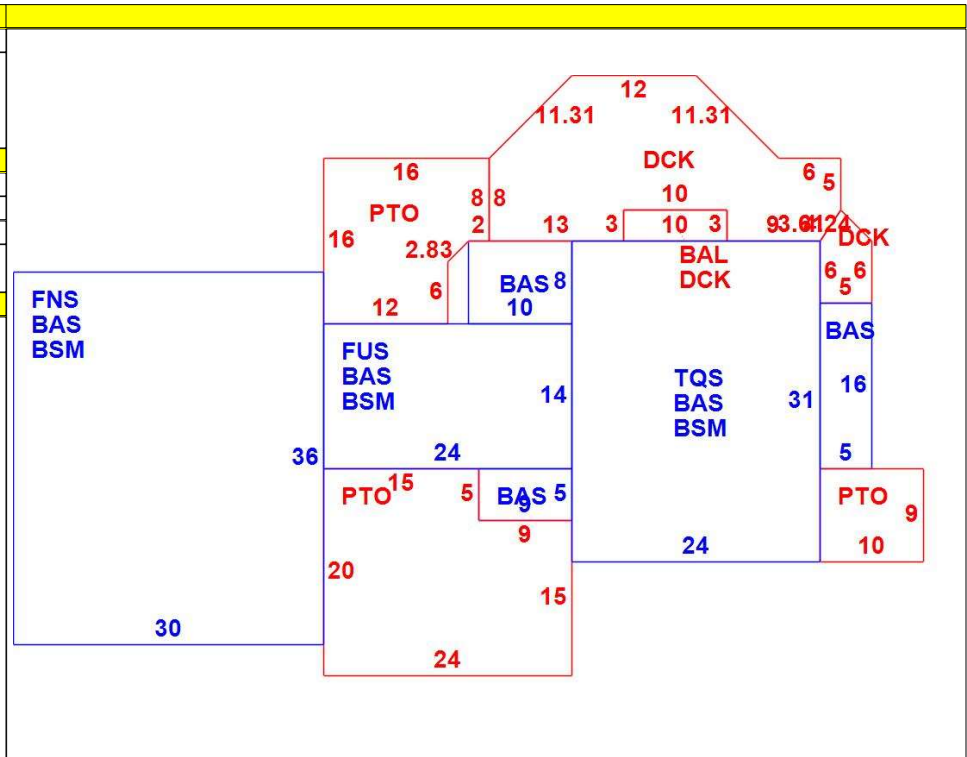 12
11.31 11.31
DCK
16
6
5
10
8 8
PTO
2 13 3 10 3 9
16
2.83
DCK
BAL
DCK
6 6
5
BAS 8
10
6
12
FNS
BAS
BSM
BAS
FUS
BAS
BSM
14
TQS
BAS
BSM
31
16
36
24
5
15
PTO
5
BAS 5
9
PTO
9
9
24
10
20
15
30
24